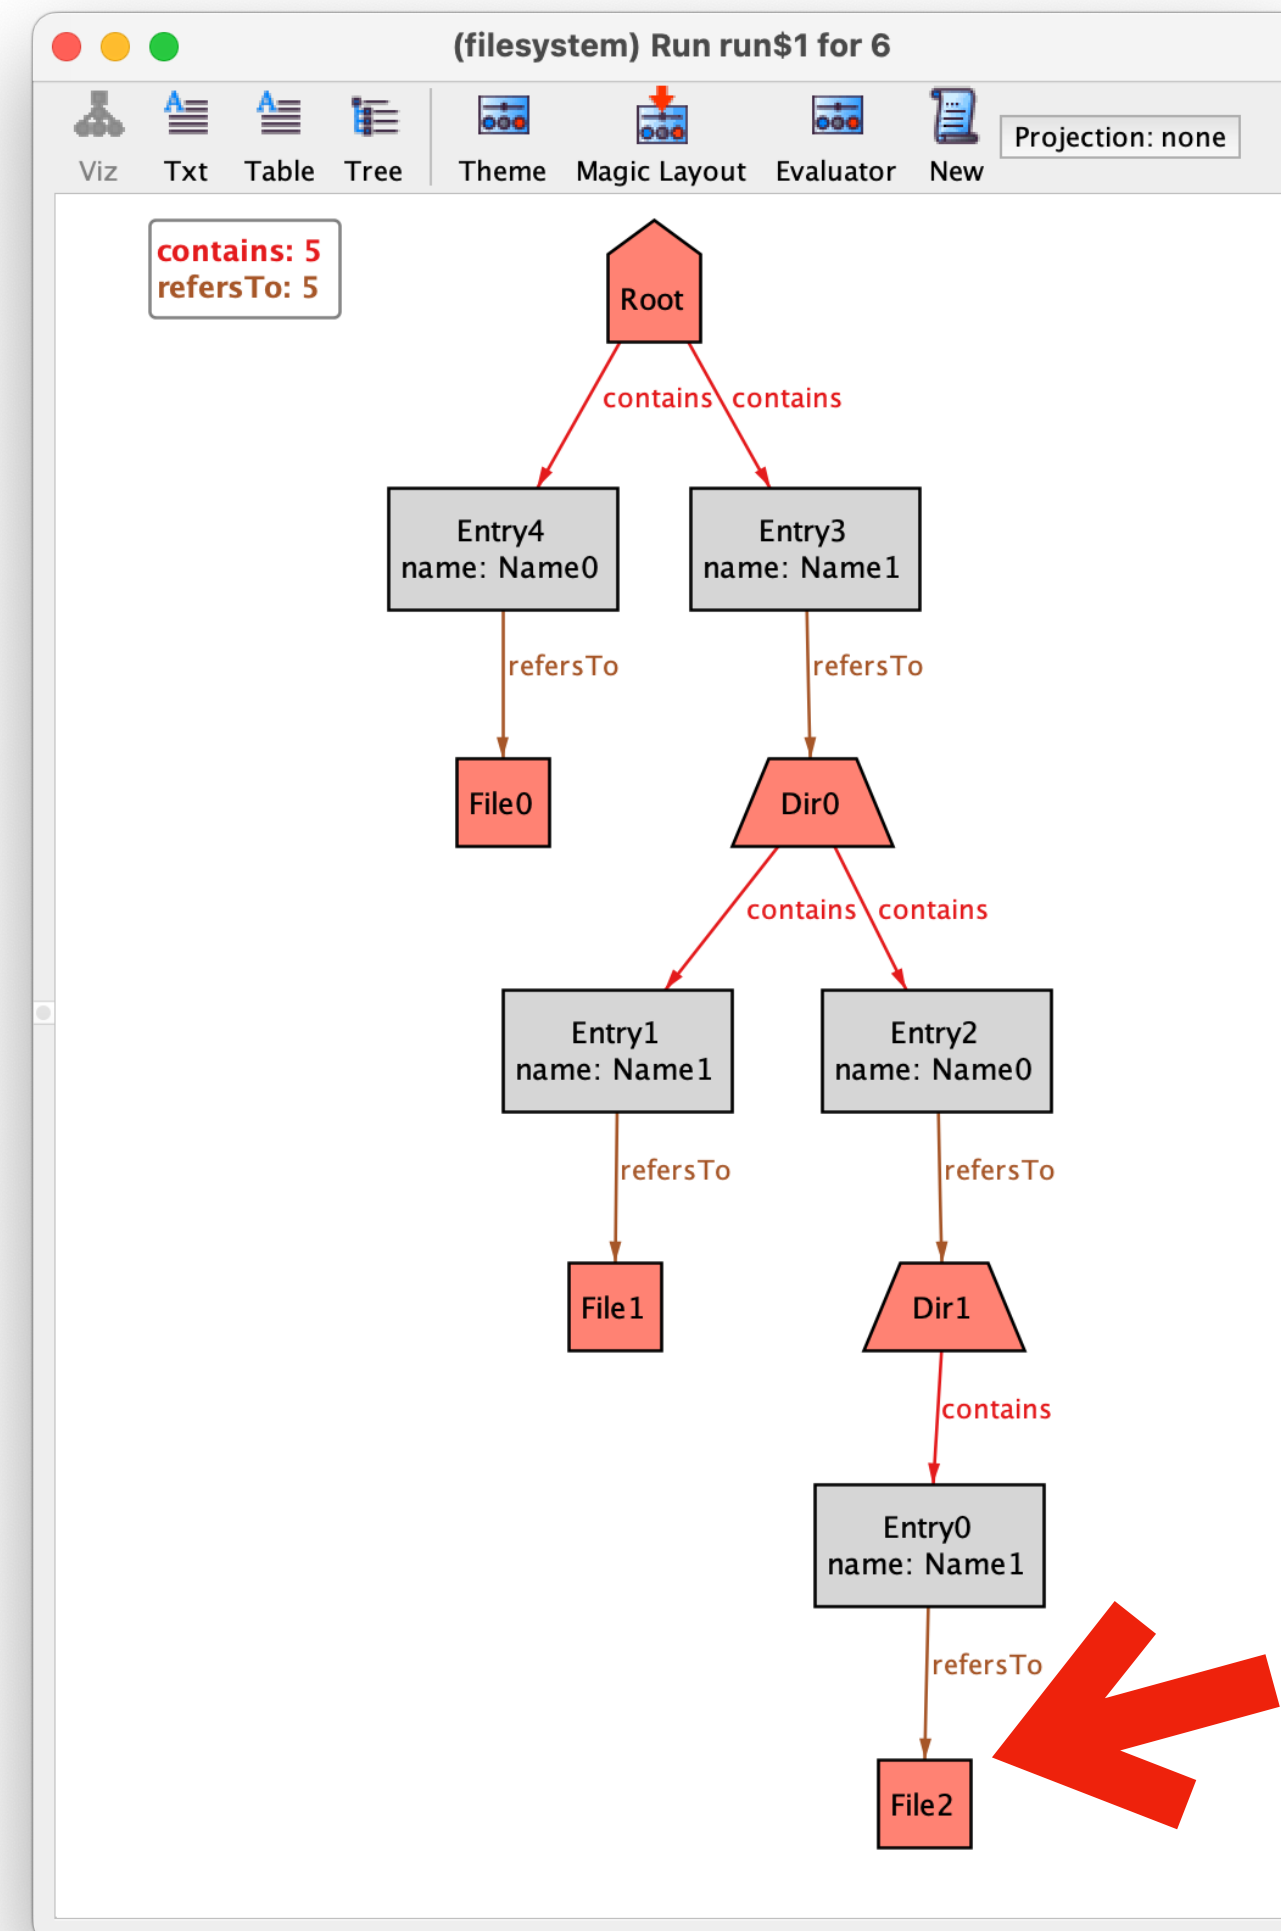 (filesystem) Run run$1 for 6
Viz
Txt
Table
Tree
Theme
Magic Layout
Evaluator
New
Projection: none
contains: 5
refersTo: 5
Root
contains
contains
Entry4
name: Name0
Entry3
name: Name1
refersTo
refersTo
File0
Dir0
contains
contains
Entry1
name: Name1
Entry2
name: Name0
refersTo
refersTo
File1
Dir1
contains
Entry0
name: Name1
refersTo
File2